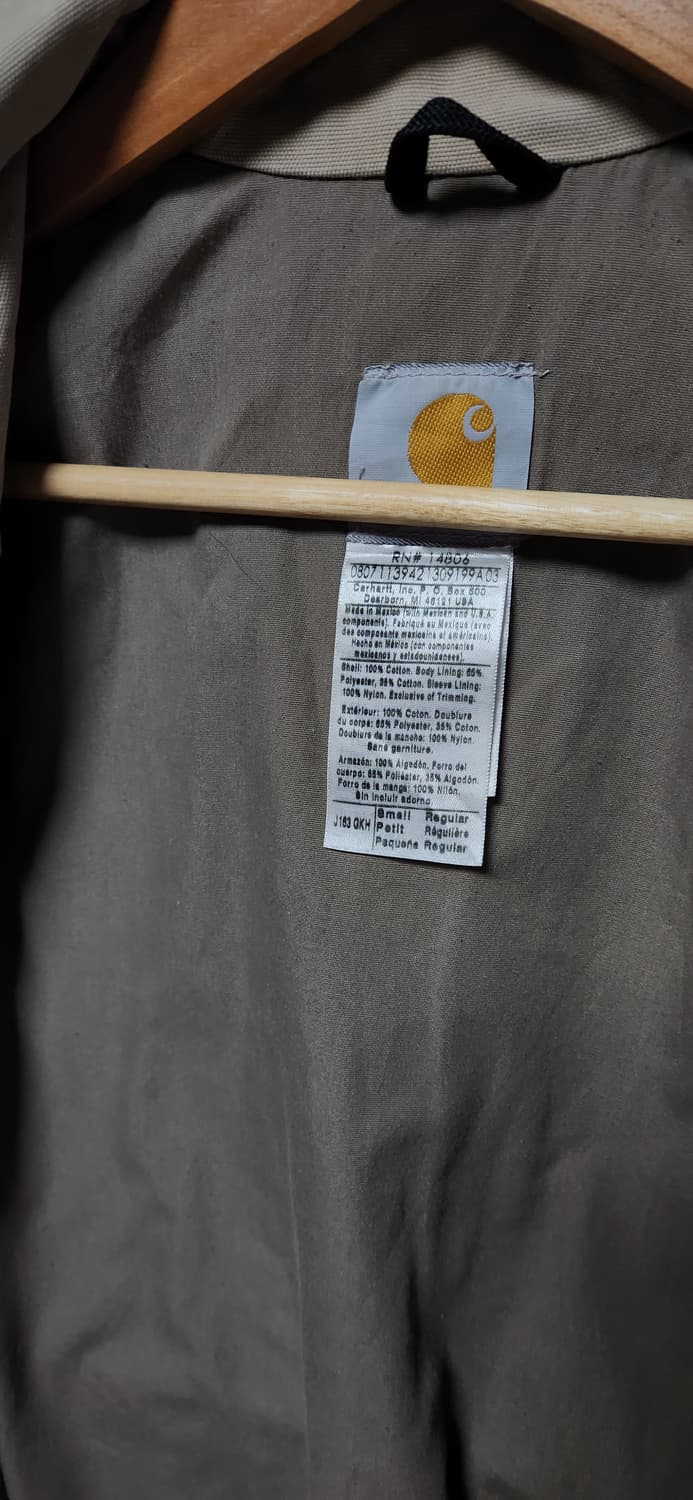 RN# 14806
0807113942 1309199A03
Carhartt, Inc. P. O. Box 600
Dearborn, MI 48121 USA
Made in Mexico (with Mexican and U.S.A.
components). Fabriqué au Mexique (avec
des composants mexicains et américains).
Hecho en México (con componentes
mexicanos y estadounidenses).
Shell: 100% Cotton. Body Lining: 65%
Polyester, 35% Cotton. Sleeve Lining:
100% Nylon. Exclusive of Trimming.
Extérieur: 100% Coton. Doublure
du corps: 65% Polyester, 35% Coton.
Doublure de la manche: 100% Nylon.
Sans garniture.
Armazón: 100% Algodón. Forro del
cuerpo: 65% Poliéster, 35% Algodón.
Forro de la manga: 100% Nilón.
Sin incluir adorno.
J163 GKH
Small Regular
Petit Régulière
Pequeña Regular